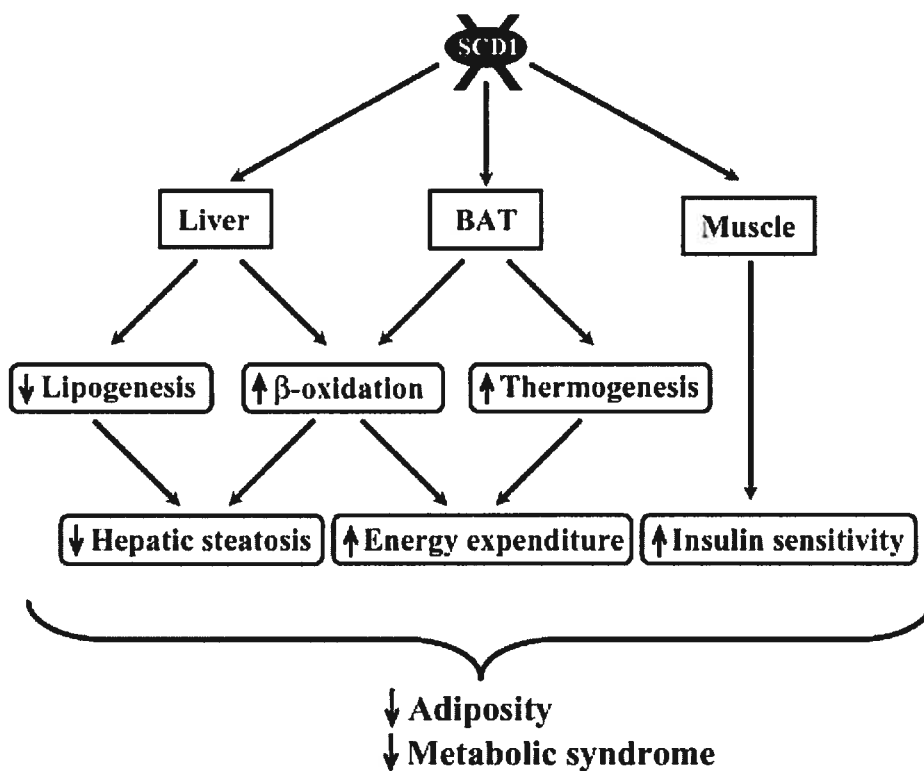 SCD1
Liver
BAT
Muscle
↓ Lipogenesis
↑ β-oxidation
↑ Thermogenesis
↓ Hepatic steatosis
↑ Energy expenditure
↑ Insulin sensitivity
↓ Adiposity
↓ Metabolic syndrome